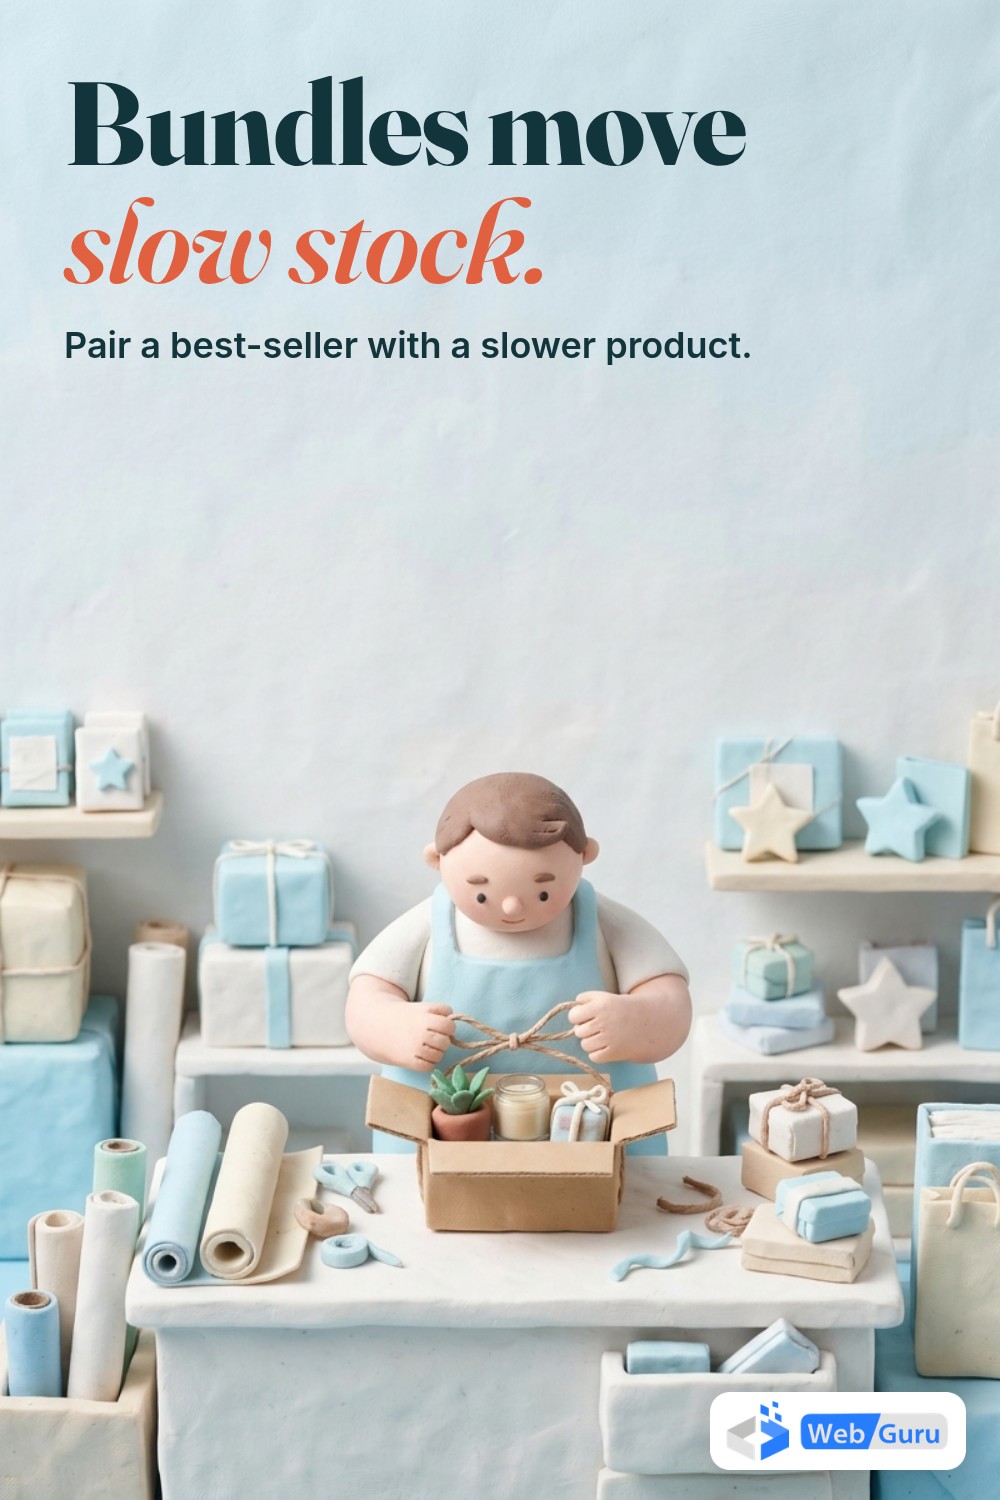 Bundles move
slow stock.
Pair a best-seller with a slower product.
Web Guru